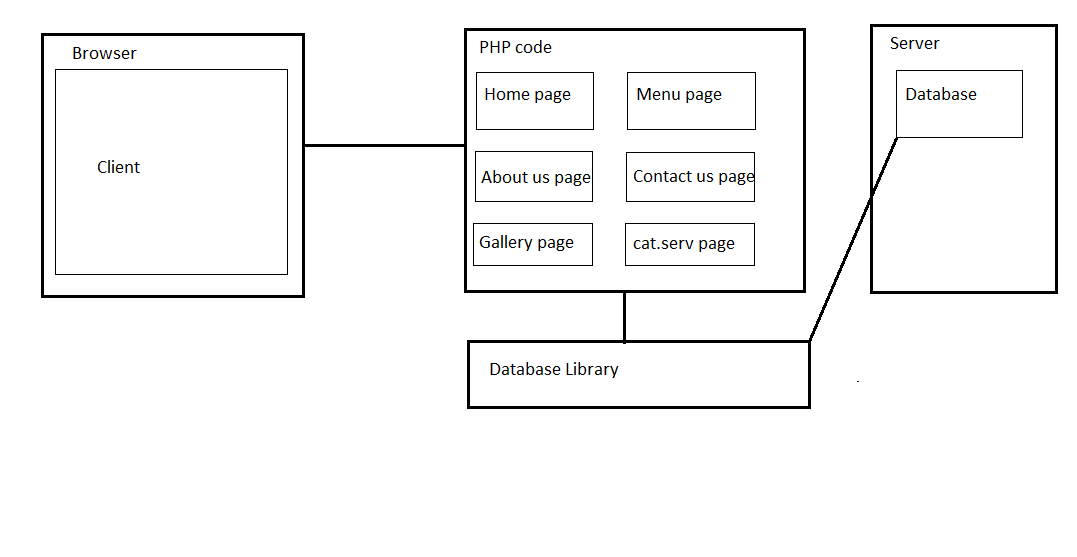 Browser
Client
PHP code
Home page
Menu page
About us page
Contact us page
Gallery page
cat.serv page
Database Library
Server
Database